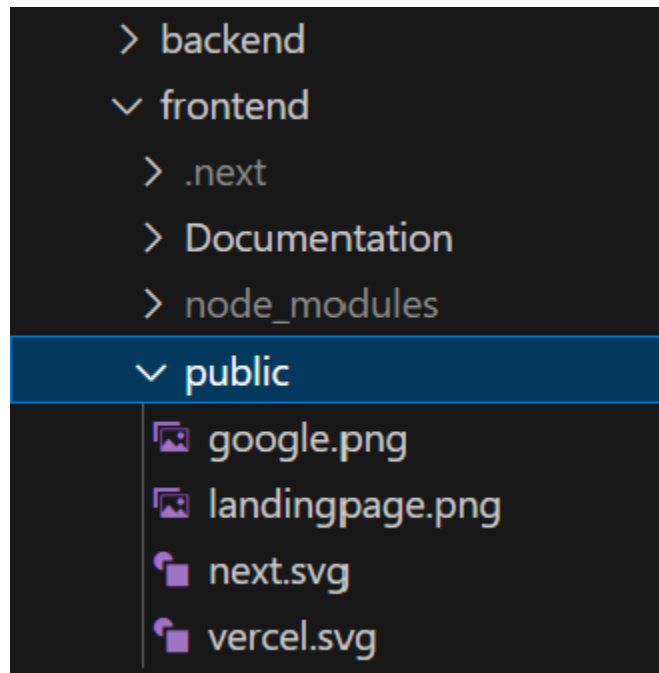 backend
frontend
.next
Documentation
node_modules
public
google.png
landingpage.png
next.svg
vercel.svg